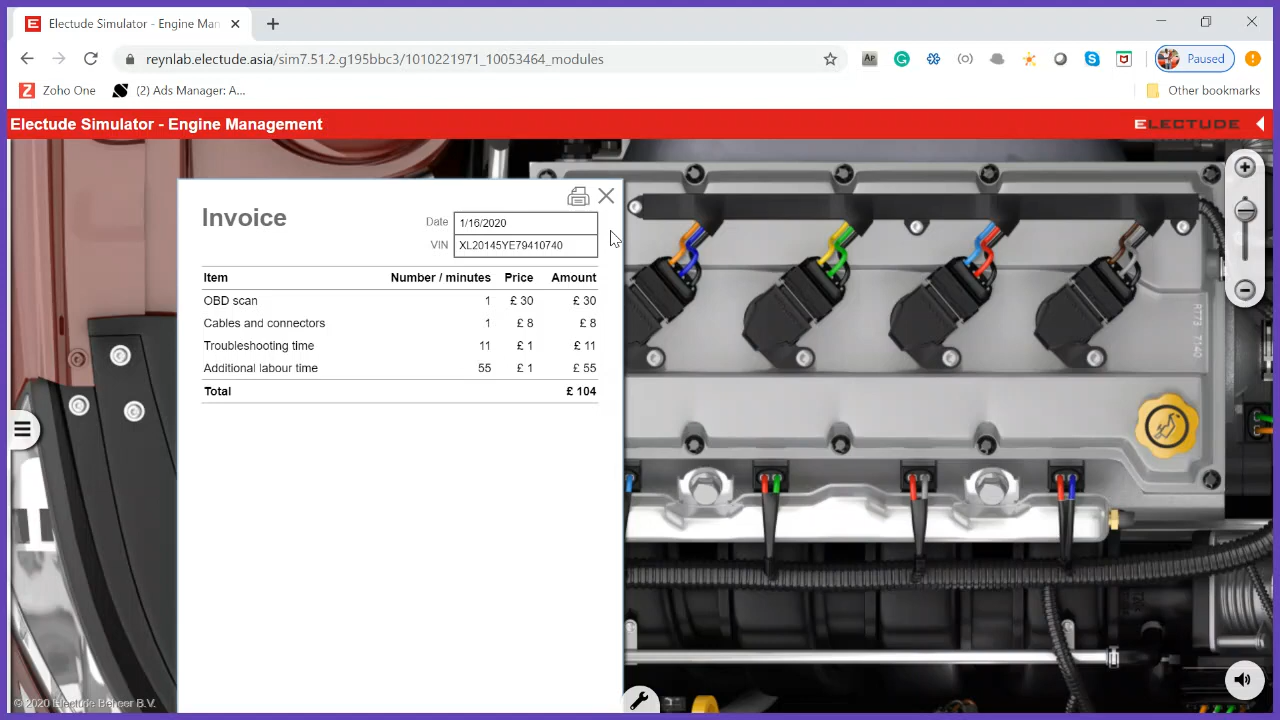 Electude Simulator - Engine Man
reynlab.electude.asia/sim7.51.2.g195bbc3/1010221971_10053464_modules
AP
Paused
Zoho One
(2) Ads Manager: A...
Other bookmarks
Electude Simulator - Engine Management
ELECTUDE
Invoice
Date 1/16/2020
VIN XL20145YE79410740
Item Number / minutes Price Amount
OBD scan 1 £ 30 £ 30
Cables and connectors 1 £ 8 £ 8
Troubleshooting time 11 £ 1 £ 11
Additional labour time 55 £ 1 £ 55
Total £ 104
RT73 7140
© 2020 Electude Beheer B.V.